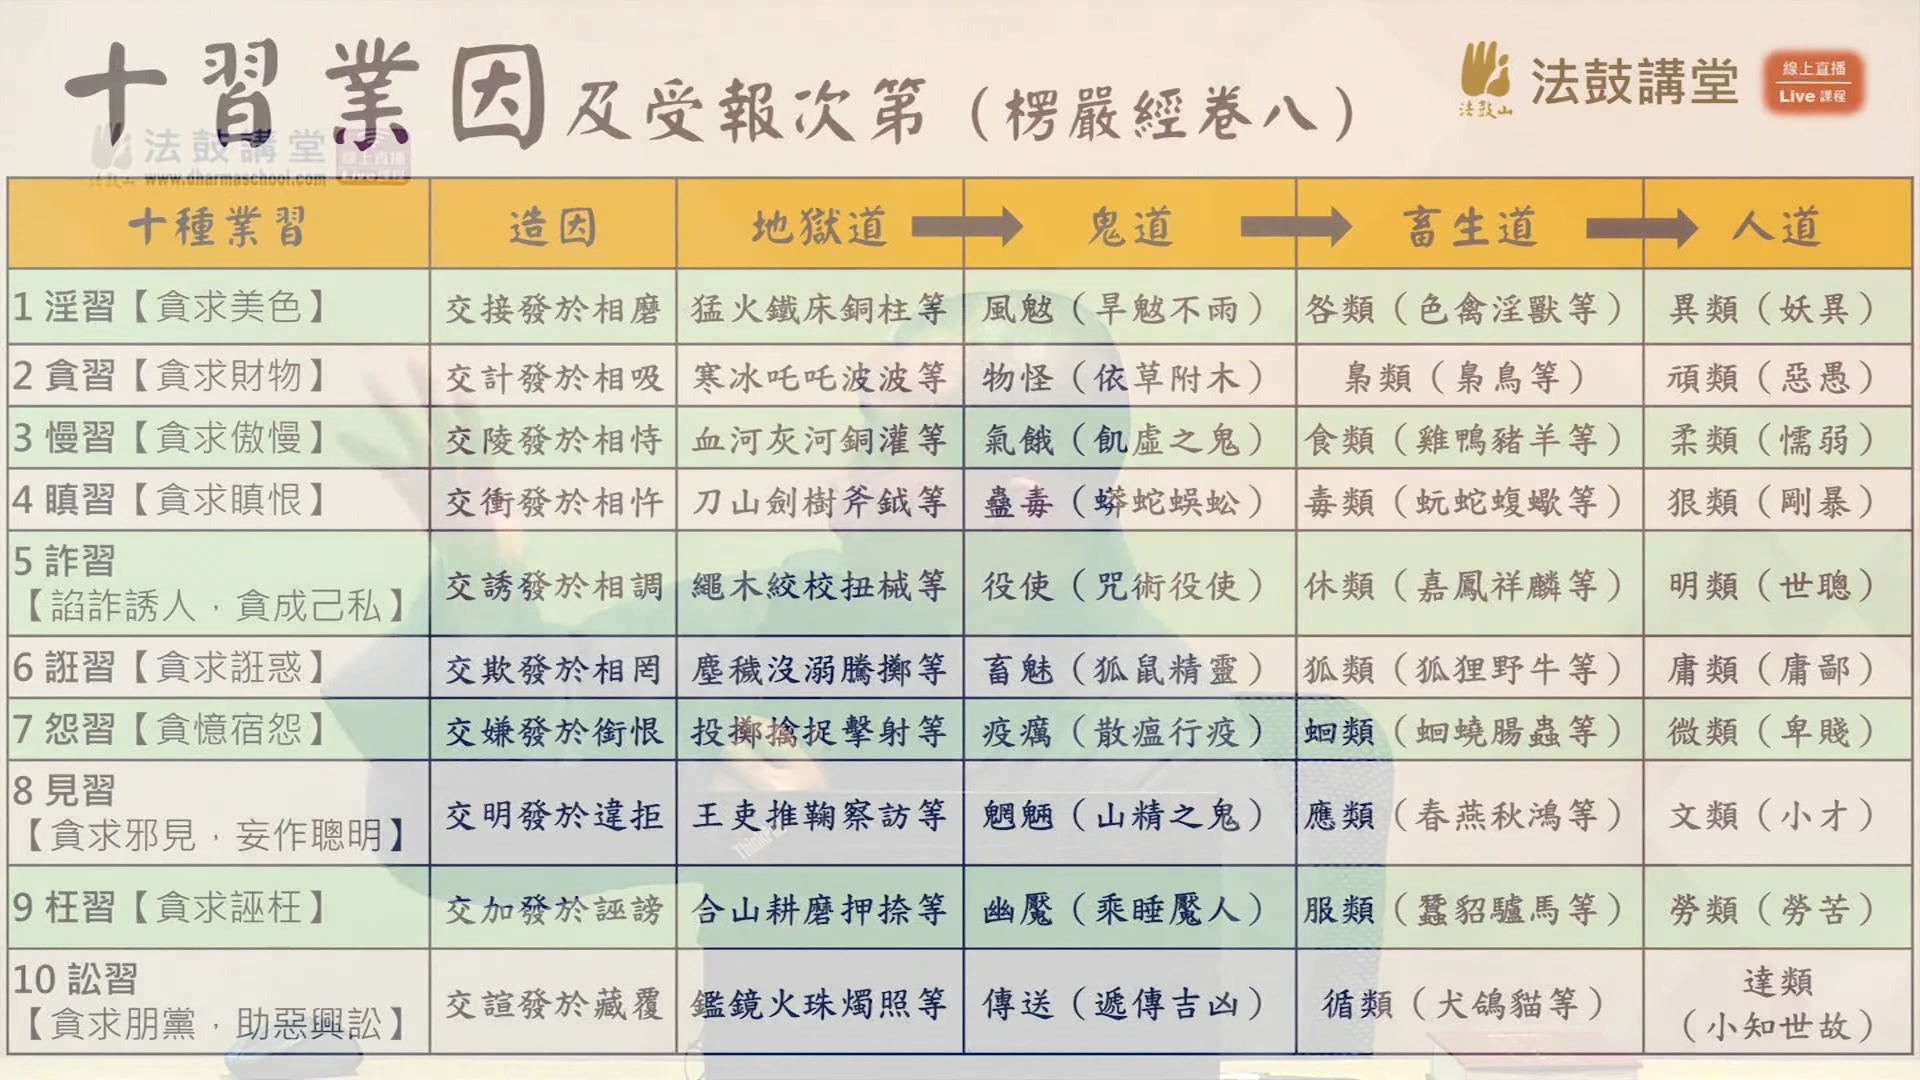 十習業因及受報次第（楞嚴經卷八）
法鼓山
法鼓講堂
線上直播
Live 課程
法鼓山
法鼓講堂
線上直播
Live課程
www.dharmaschool.com
十種業習 造因 地獄道 鬼道 畜生道 人道
1 淫習【貪求美色】 交接發於相磨 猛火鐵床銅柱等 風魃（旱魃不雨） 咎類（色禽淫獸等） 異類（妖異）
2 貪習【貪求財物】 交計發於相吸 寒冰吒吒波波等 物怪（依草附木） 梟類（梟鳥等） 頑類（惡愚）
3 慢習【貪求傲慢】 交陵發於相恃 血河灰河銅灌等 氣餓（飢虛之鬼） 食類（雞鴨豬羊等） 柔類（懦弱）
4 瞋習【貪求瞋恨】 交衝發於相忤 刀山劍樹斧鉞等 蠱毒（蟒蛇蜈蚣） 毒類（蚖蛇蝮蠍等） 狠類（剛暴）
5 詐習
【諂詐誘人，貪成己私】 交誘發於相調 繩木絞校扭械等 役使（咒術役使） 休類（嘉鳳祥麟等） 明類（世聰）
6 誑習【貪求誑惑】 交欺發於相罔 塵穢沒溺騰擲等 畜魅（狐鼠精靈） 狐類（狐狸野牛等） 庸類（庸鄙）
7 怨習【貪憶宿怨】 交嫌發於銜恨 投擲擒捉擊射等 疫癘（散瘟行疫） 蛔類（蛔蟯腸蟲等） 微類（卑賤）
8 見習
【貪求邪見，妄作聰明】 交明發於違拒 王吏推鞠察訪等 魍魎（山精之鬼） 應類（春燕秋鴻等） 文類（小才）
9 枉習【貪求誣枉】 交加發於誣謗 合山耕磨押捺等 幽魘（乘睡魘人） 服類（蠶貂驢馬等） 勞類（勞苦）
10 訟習
【貪求朋黨，助惡興訟】 交諠發於藏覆 鑑鏡火珠燭照等 傳送（遞傳吉凶） 循類（犬鴿貓等） 達類
（小知世故）